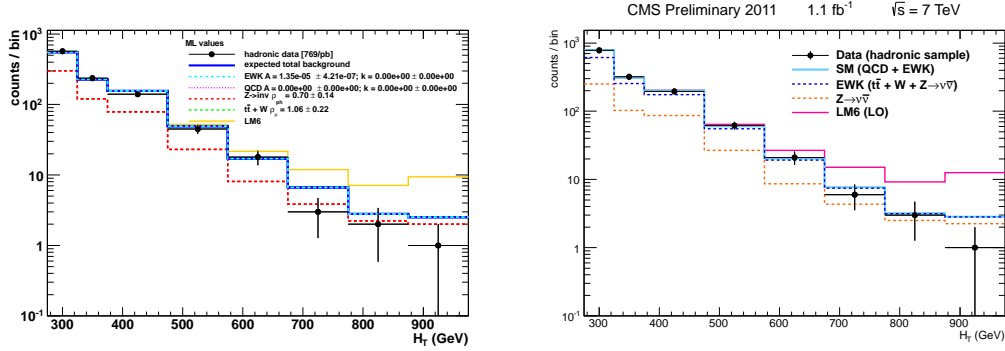 counts / bin
10³
10²
10
1
10⁻¹
ML values
hadronic data [769/pb]
expected total background
EWK A = 1.35e-05 ± 4.21e-07; k = 0.00e+00 ± 0.00e+00
QCD A = 0.00e+00 ± 0.00e+00; k = 0.00e+00 ± 0.00e+00
Z->inv ρ_ph = 0.70 ± 0.14
tt̄ + W ρ_μ = 1.06 ± 0.22
LM6
300 400 500 600 700 800 900
H_T (GeV)
CMS Preliminary 2011 1.1 fb⁻¹ √s = 7 TeV
counts / bin
10³
10²
10
1
10⁻¹
Data (hadronic sample)
SM (QCD + EWK)
EWK (tt̄ + W + Z→νν̄)
Z→νν̄
LM6 (LO)
300 400 500 600 700 800 900
H_T (GeV)